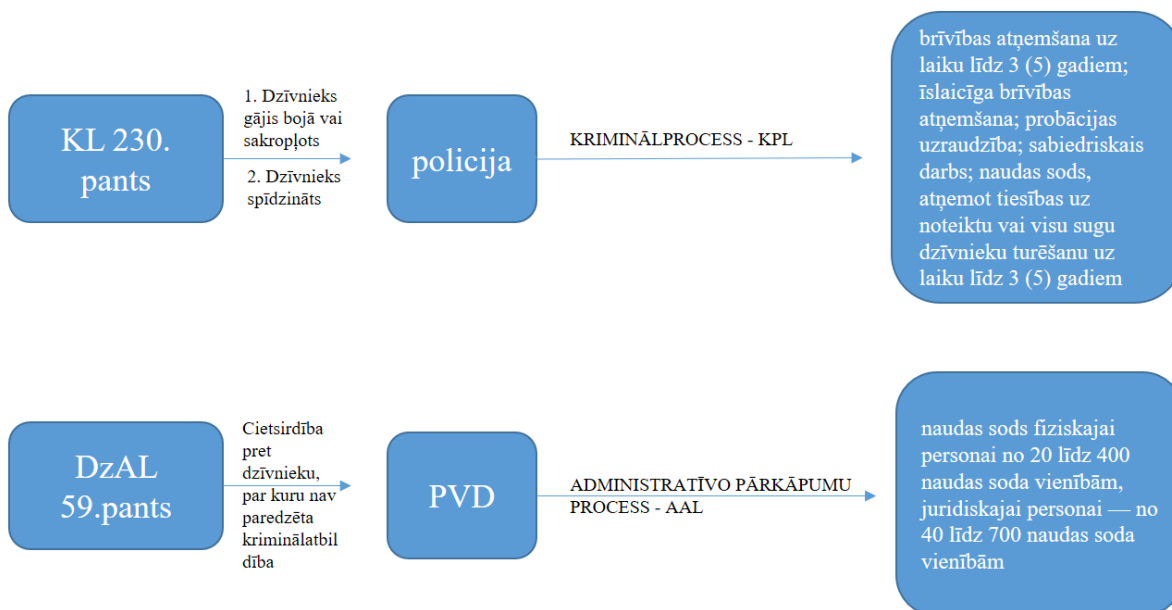 KL 230.
pants
1. Dzīvnieks
gājis bojā vai
sakropļots
2. Dzīvnieks
spīdzināts
policija
KRIMINĀLPROCESS - KPL
brīvības atņemšana uz
laiku līdz 3 (5) gadiem;
īslaicīga brīvības
atņemšana; probācijas
uzraudzība; sabiedriskais
darbs; naudas sods,
atņemot tiesības uz
noteiktu vai visu sugu
dzīvnieku turēšanu uz
laiku līdz 3 (5) gadiem
DzAL
59.pants
Cietsirdība
pret
dzīvnieku,
par kuru nav
paredzēta
kriminālatbil
dība
PVD
ADMINISTRATĪVO PĀRKĀPUMU
PROCESS - AAL
naudas sods fiziskajai
personai no 20 līdz 400
naudas soda vienībām,
juridiskajai personai — no
40 līdz 700 naudas soda
vienībām